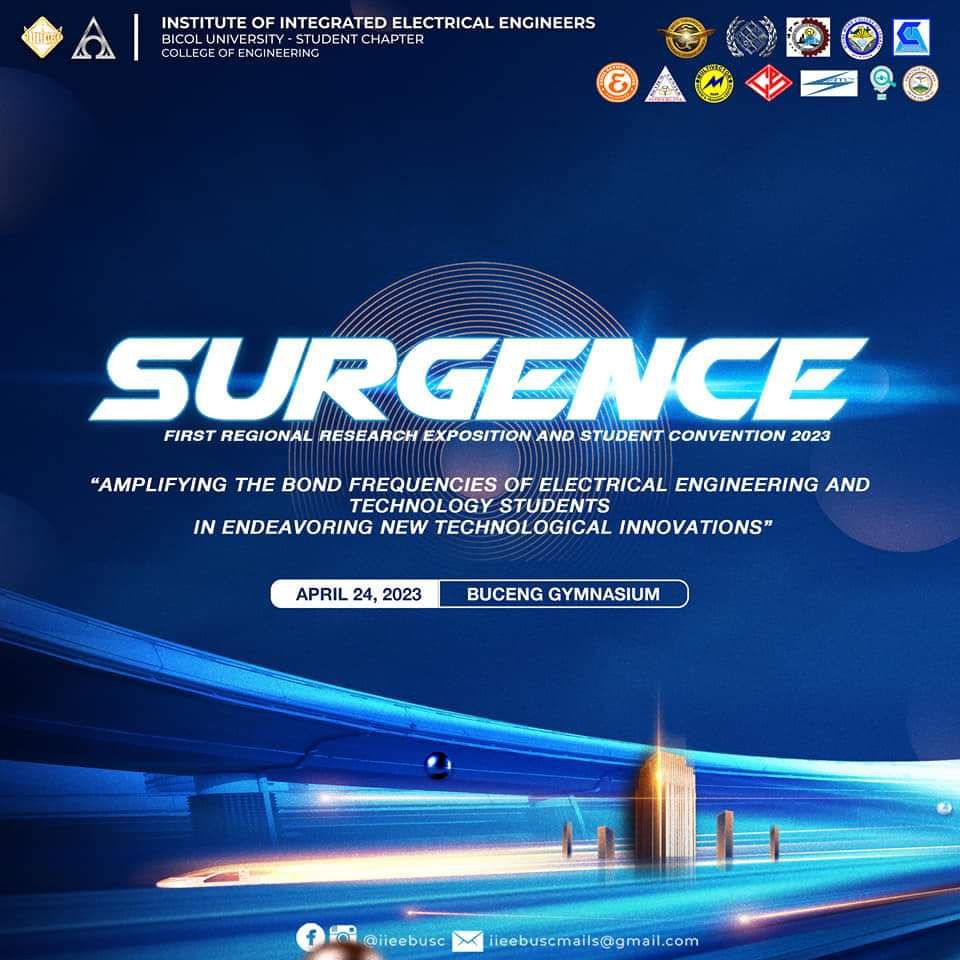 INSTITUTE OF INTEGRATED ELECTRICAL ENGINEERS
BICOL UNIVERSITY - STUDENT CHAPTER
COLLEGE OF ENGINEERING
SURGENCE
FIRST REGIONAL RESEARCH EXPOSITION AND STUDENT CONVENTION 2023
“AMPLIFYING THE BOND FREQUENCIES OF ELECTRICAL ENGINEERING AND
TECHNOLOGY STUDENTS
IN ENDEAVORING NEW TECHNOLOGICAL INNOVATIONS”
APRIL 24, 2023 BUCENG GYMNASIUM
@iieebusc iieebuscmails@gmail.com